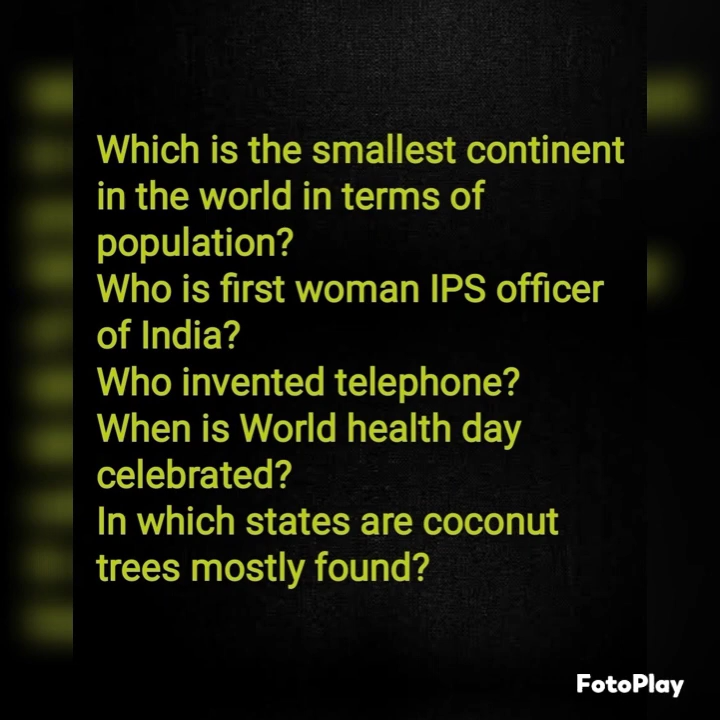 Which is the smallest continent
in the world in terms of
population?
Who is first woman IPS officer
of India?
Who invented telephone?
When is World health day
celebrated?
In which states are coconut
trees mostly found?
FotoPlay